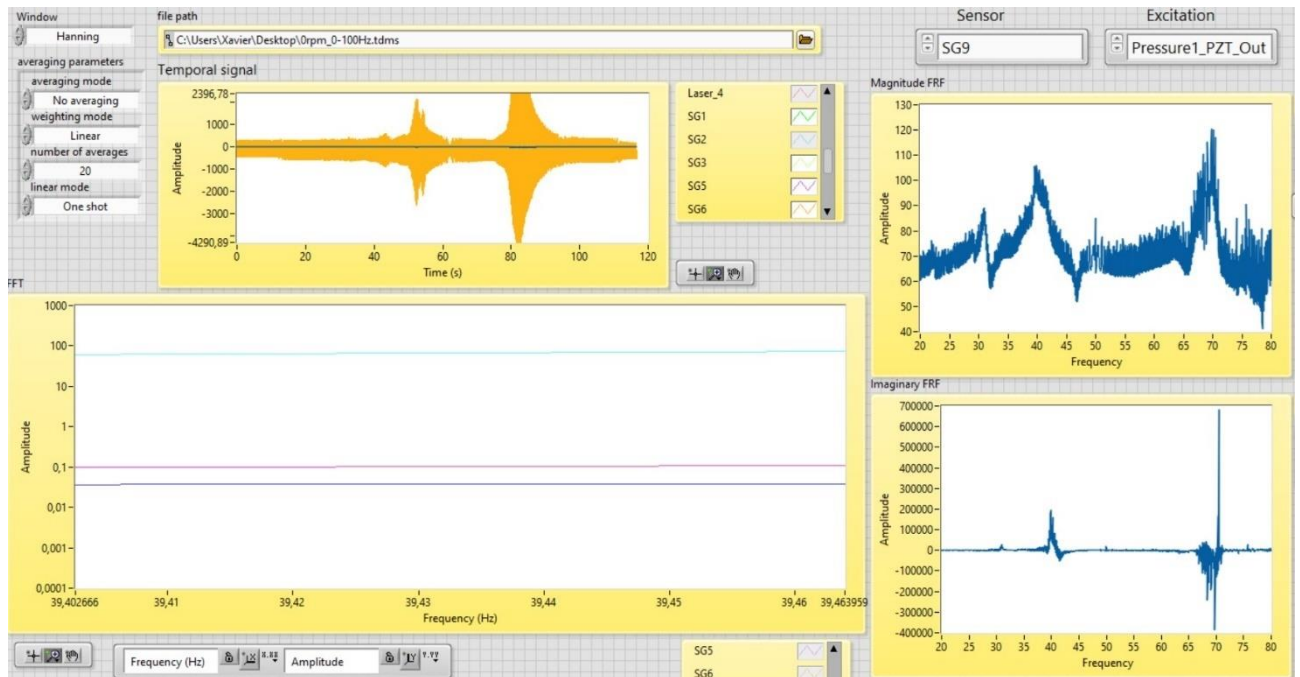 Window
Hanning
averaging parameters
averaging mode
No averaging
weighting mode
Linear
number of averages
20
linear mode
One shot
file path
C:\Users\Xavier\Desktop\0rpm_0-100Hz.tdms
Temporal signal
2396,78
1000
0
-1000
-2000
-3000
-4290,89
Amplitude
0 20 40 60 80 100 120
Time (s)
Laser_4
SG1
SG2
SG3
SG5
SG6
Sensor
SG9
Excitation
Pressure1_PZT_Out
Magnitude FRF
130
120
110
100
90
80
70
60
50
40
Amplitude
20 25 30 35 40 45 50 55 60 65 70 75 80
Frequency
FFT
1000
100
10
1
0,1
0,01
0,001
0,0001
Amplitude
39,402666 39,41 39,42 39,43 39,44 39,45 39,46 39,463959
Frequency (Hz)
Imaginary FRF
700000
600000
500000
400000
300000
200000
100000
0
-100000
-200000
-300000
-400000
Amplitude
20 25 30 35 40 45 50 55 60 65 70 75 80
Frequency
Frequency (Hz)
Amplitude
SG5
SG6